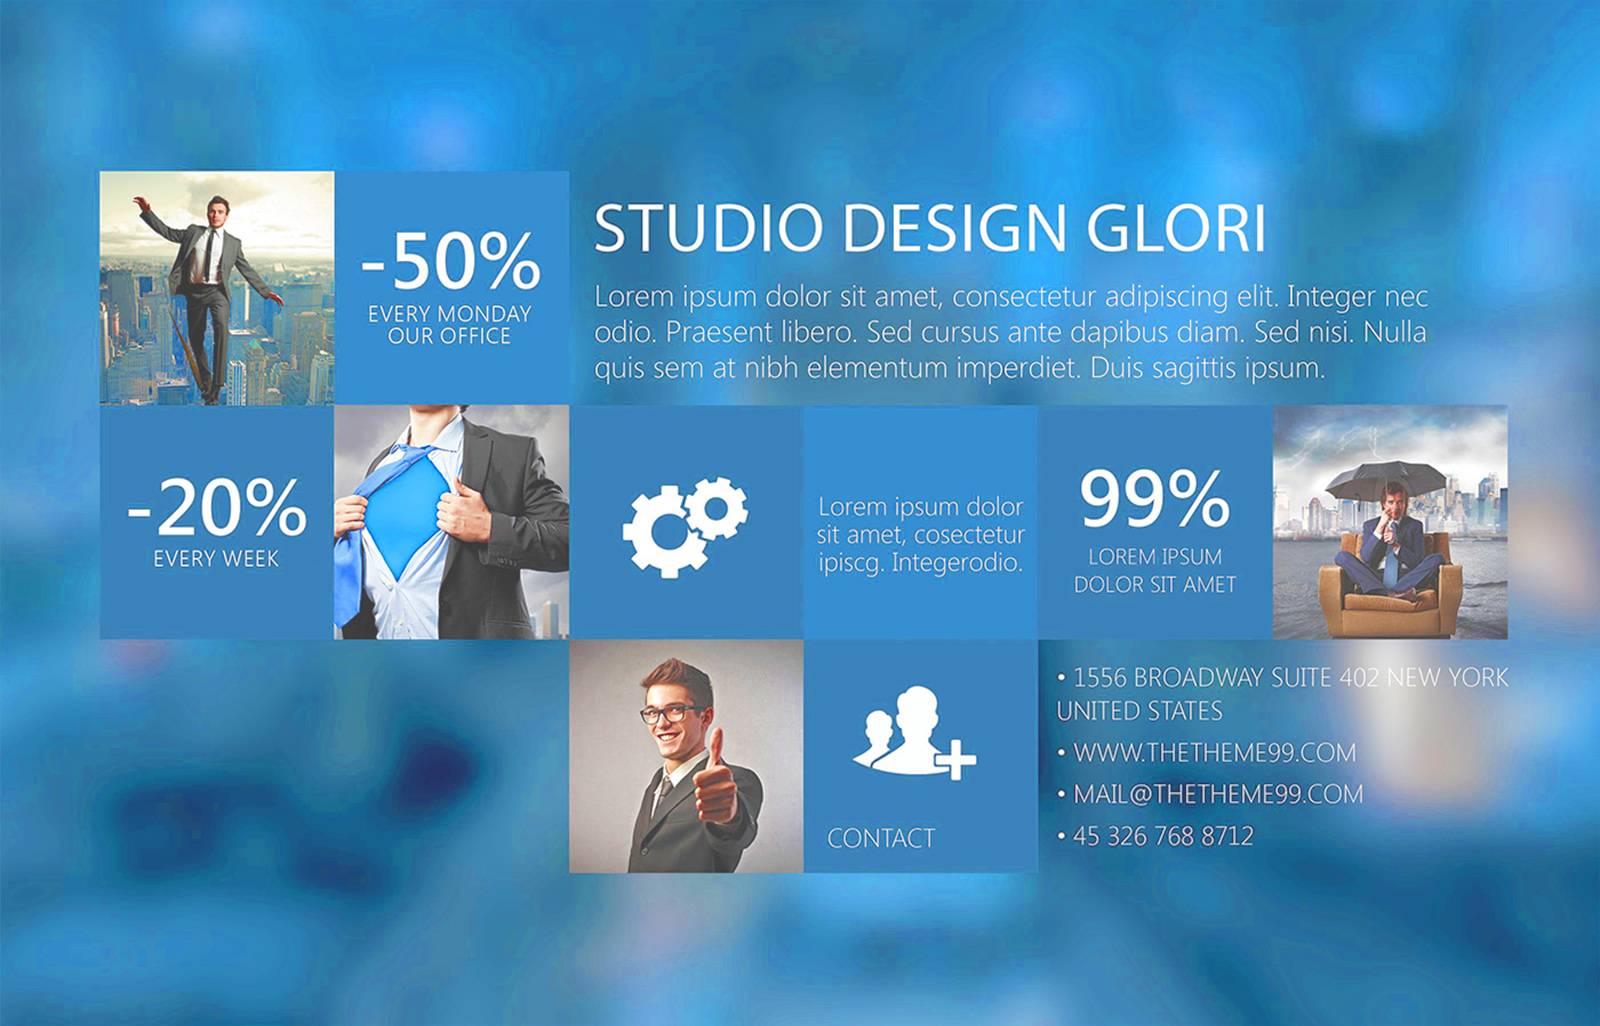 -50%
EVERY MONDAY
OUR OFFICE
STUDIO DESIGN GLORI
Lorem ipsum dolor sit amet, consectetur adipiscing elit. Integer nec
odio. Praesent libero. Sed cursus ante dapibus diam. Sed nisi. Nulla
quis sem at nibh elementum imperdiet. Duis sagittis ipsum.
-20%
EVERY WEEK
Lorem ipsum dolor
sit amet, cosectetur
ipiscg. Integerodio.
99%
LOREM IPSUM
DOLOR SIT AMET
CONTACT
• 1556 BROADWAY SUITE 402 NEW YORK
UNITED STATES
• WWW.THETHEME99.COM
• MAIL@THETHEME99.COM
• 45 326 768 8712